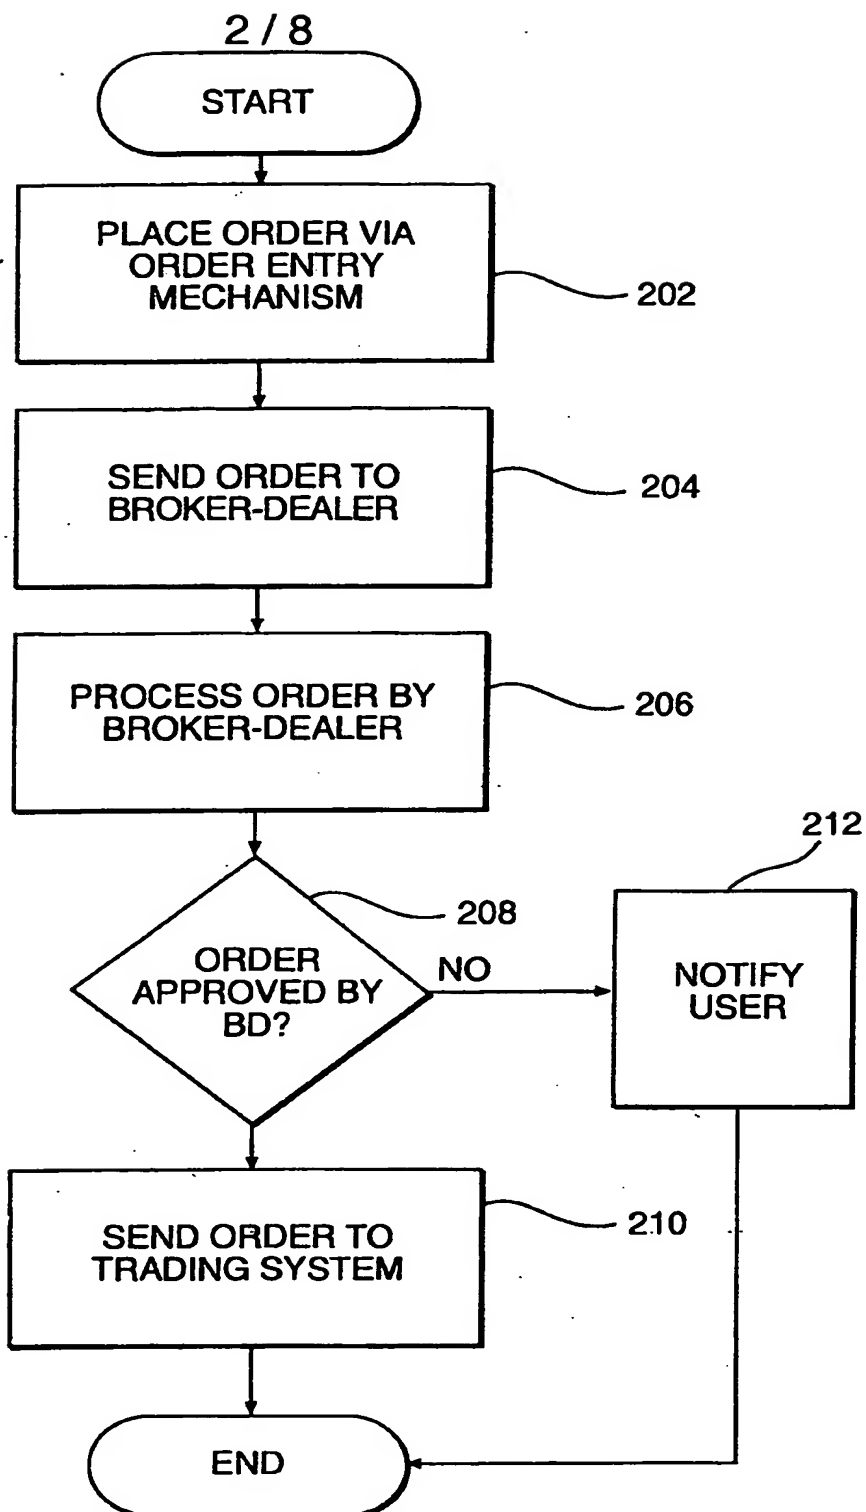 2 / 8
START
PLACE ORDER VIA
ORDER ENTRY
MECHANISM
202
SEND ORDER TO
BROKER-DEALER
204
PROCESS ORDER BY
BROKER-DEALER
206
212
208
ORDER
APPROVED BY
BD?
NO
NOTIFY
USER
SEND ORDER TO
TRADING SYSTEM
210
END